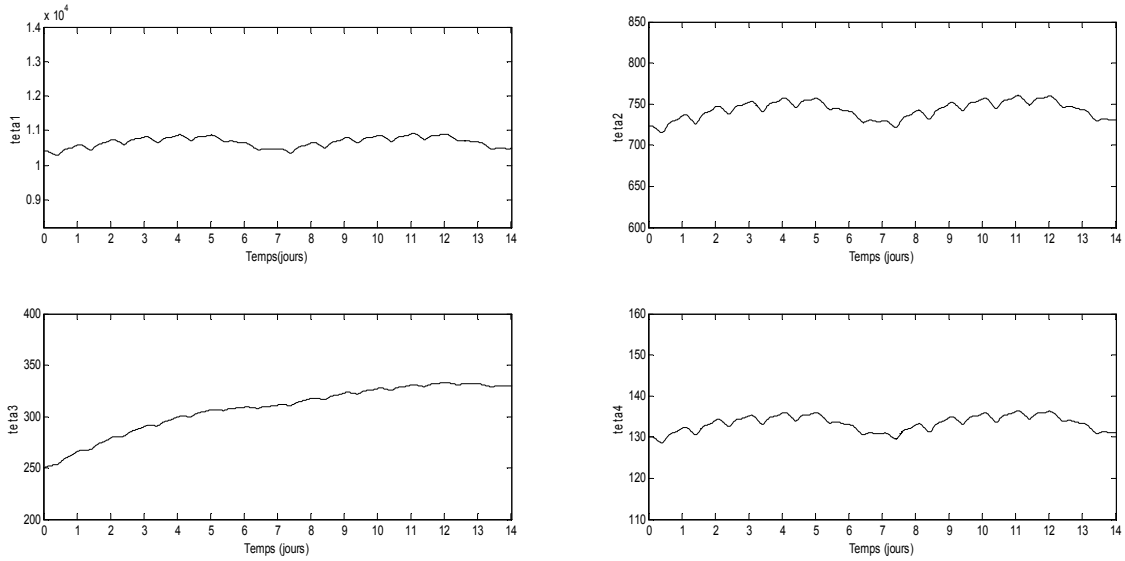 x 10⁴
1.4
1.3
1.2
1.1
1
0.9
teta1
0 1 2 3 4 5 6 7 8 9 10 11 12 13 14
Temps(jours)
850
800
750
700
650
600
teta2
0 1 2 3 4 5 6 7 8 9 10 11 12 13 14
Temps (jours)
400
350
300
250
200
teta3
0 1 2 3 4 5 6 7 8 9 10 11 12 13 14
Temps (jours)
160
150
140
130
120
110
teta4
0 1 2 3 4 5 6 7 8 9 10 11 12 13 14
Temps (jours)